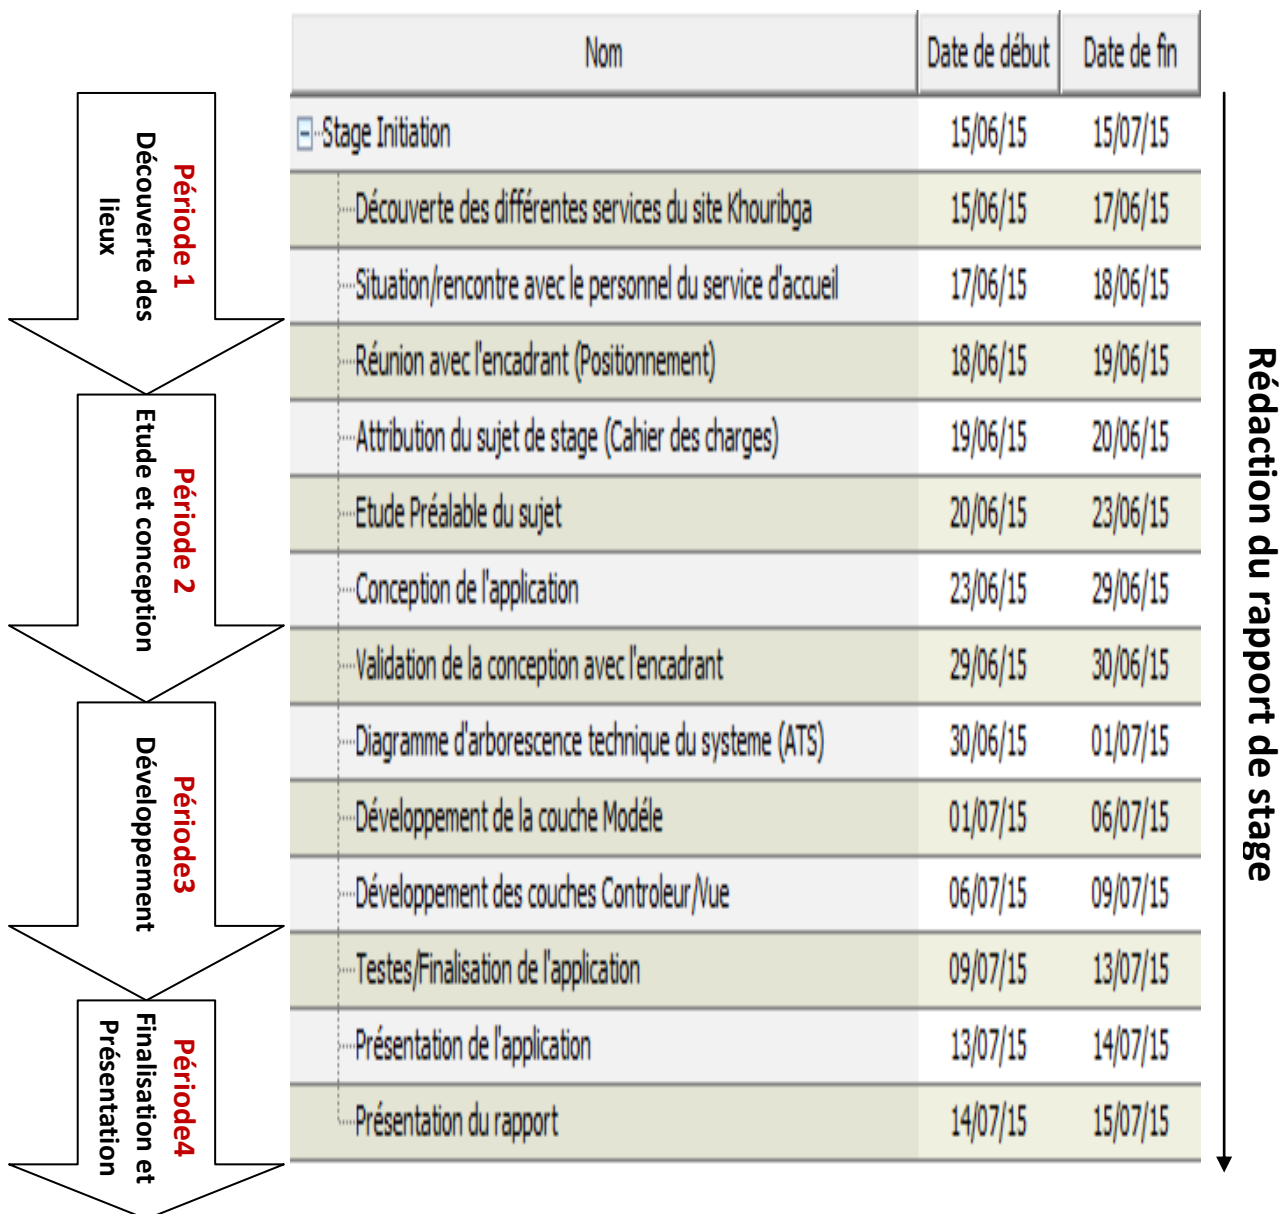 Nom Date de début Date de fin
Stage Initiation 15/06/15 15/07/15
Découverte des différentes services du site Khouribga 15/06/15 17/06/15
Situation/rencontre avec le personnel du service d'accueil 17/06/15 18/06/15
Réunion avec l'encadrant (Positionnement) 18/06/15 19/06/15
Attribution du sujet de stage (Cahier des charges) 19/06/15 20/06/15
Etude Préalable du sujet 20/06/15 23/06/15
Conception de l'application 23/06/15 29/06/15
Validation de la conception avec l'encadrant 29/06/15 30/06/15
Diagramme d'arborescence technique du systeme (ATS) 30/06/15 01/07/15
Développement de la couche Modéle 01/07/15 06/07/15
Développement des couches Controleur/Vue 06/07/15 09/07/15
Testes/Finalisation de l'application 09/07/15 13/07/15
Présentation de l'application 13/07/15 14/07/15
Présentation du rapport 14/07/15 15/07/15
Période 1
Découverte des
lieux
Période 2
Etude et conception
Période3
Développement
Période4
Finalisation et
Présentation
Rédaction du rapport de stage